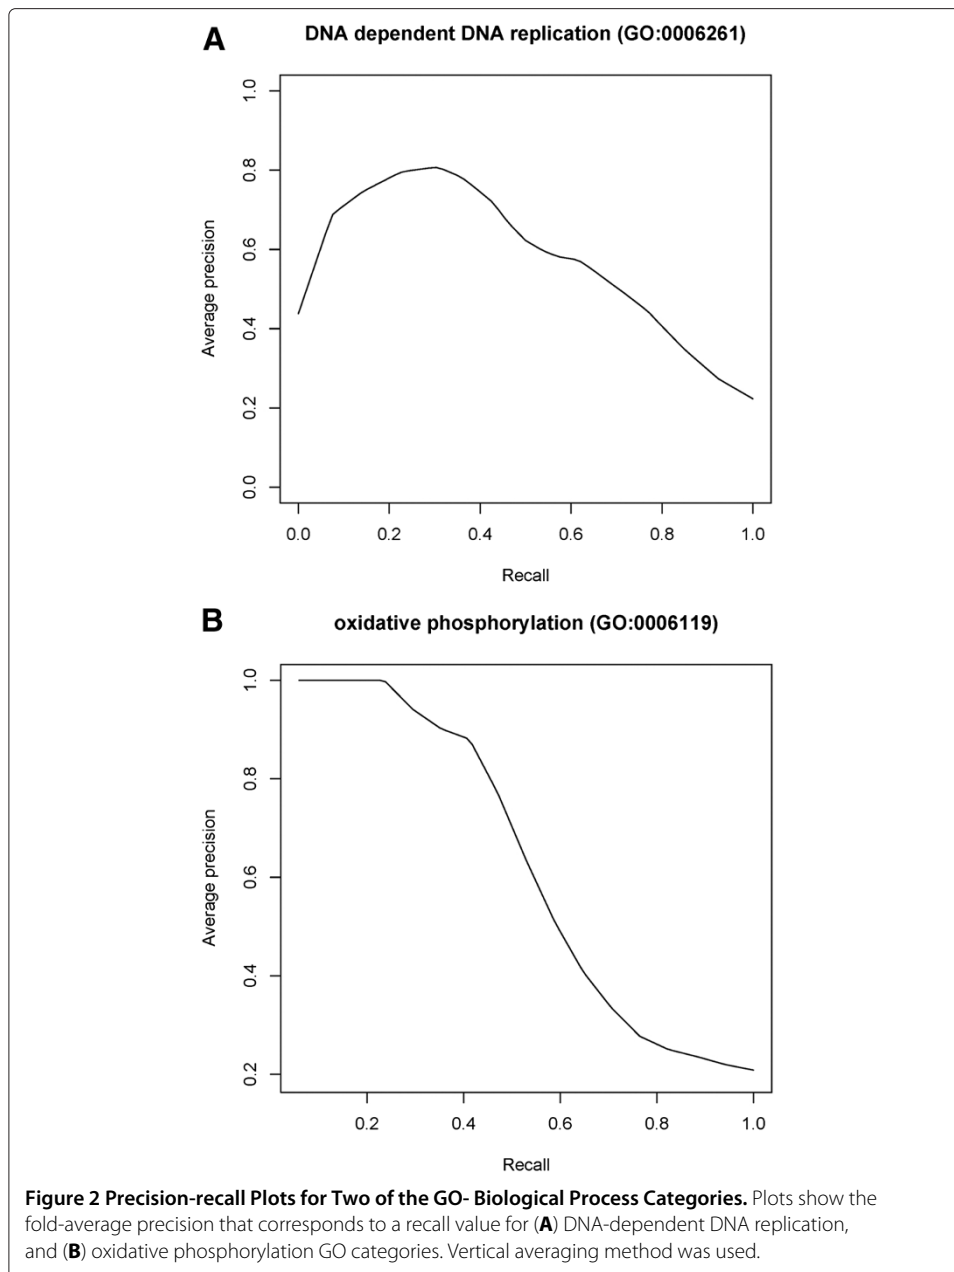 A
DNA dependent DNA replication (GO:0006261)
Average precision
1.0
0.8
0.6
0.4
0.2
0.0
0.0 0.2 0.4 0.6 0.8 1.0
Recall
B
oxidative phosphorylation (GO:0006119)
Average precision
1.0
0.8
0.6
0.4
0.2
0.2 0.4 0.6 0.8 1.0
Recall
Figure 2 Precision-recall Plots for Two of the GO- Biological Process Categories. Plots show the
fold-average precision that corresponds to a recall value for (A) DNA-dependent DNA replication,
and (B) oxidative phosphorylation GO categories. Vertical averaging method was used.